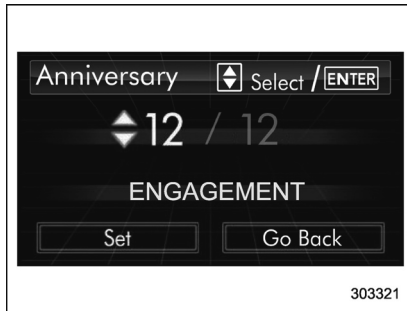 Anniversary Select / ENTER
12 / 12
ENGAGEMENT
Set Go Back
303321